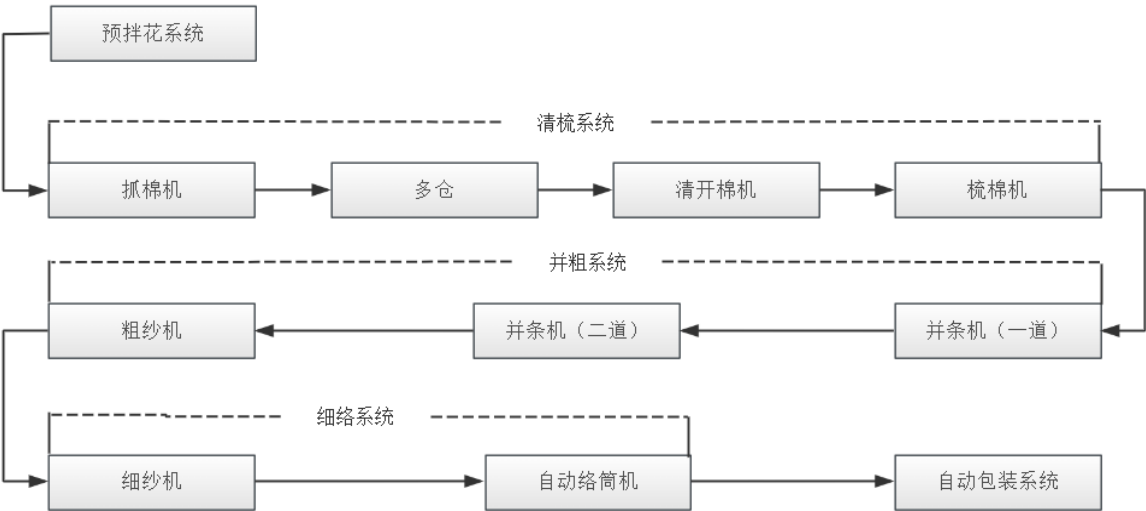 预拌花系统
清梳系统
抓棉机
多仓
清开棉机
梳棉机
并粗系统
粗纱机
并条机（二道）
并条机（一道）
细络系统
细纱机
自动络筒机
自动包装系统